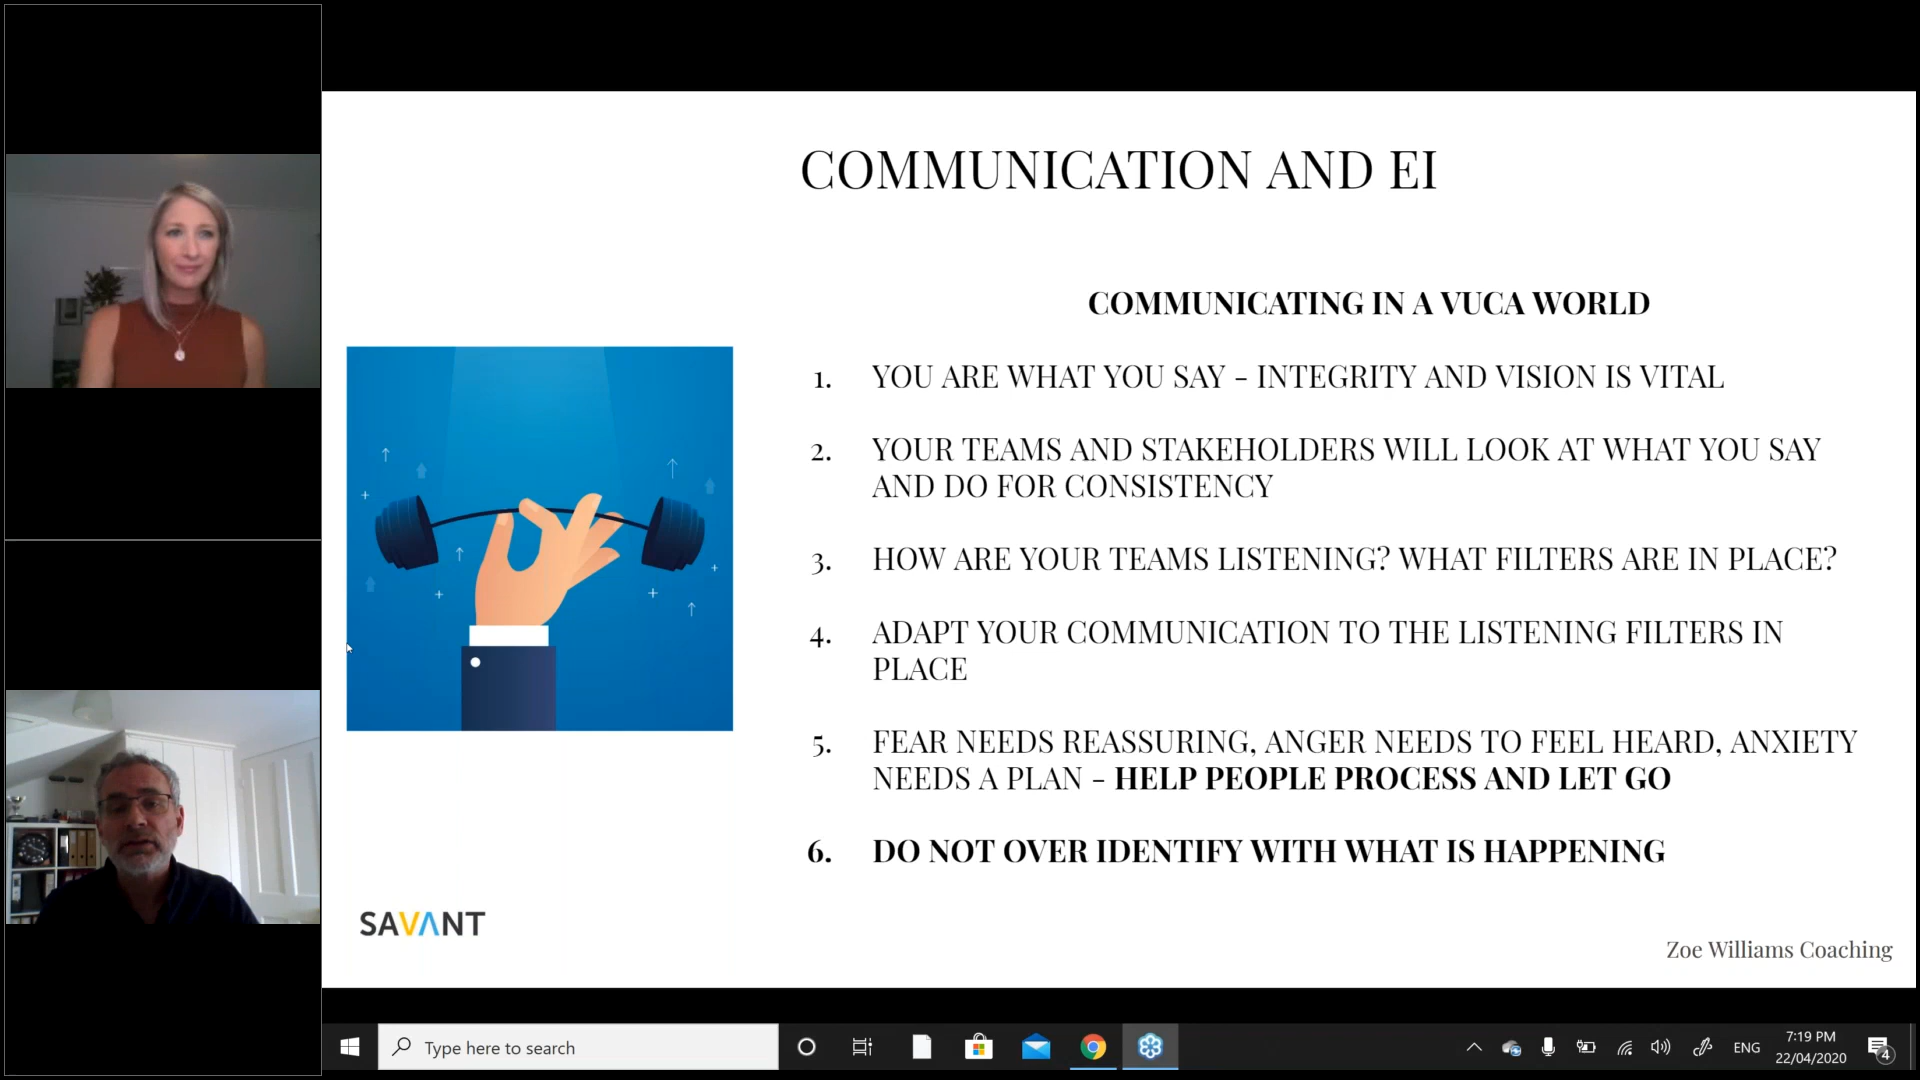 COMMUNICATION AND EI
COMMUNICATING IN A VUCA WORLD
1. YOU ARE WHAT YOU SAY - INTEGRITY AND VISION IS VITAL
2. YOUR TEAMS AND STAKEHOLDERS WILL LOOK AT WHAT YOU SAY
AND DO FOR CONSISTENCY
3. HOW ARE YOUR TEAMS LISTENING? WHAT FILTERS ARE IN PLACE?
4. ADAPT YOUR COMMUNICATION TO THE LISTENING FILTERS IN
PLACE
5. FEAR NEEDS REASSURING, ANGER NEEDS TO FEEL HEARD, ANXIETY
NEEDS A PLAN - HELP PEOPLE PROCESS AND LET GO
6. DO NOT OVER IDENTIFY WITH WHAT IS HAPPENING
SAVANT
Zoe Williams Coaching
Type here to search
ENG
7:19 PM
22/04/2020
4